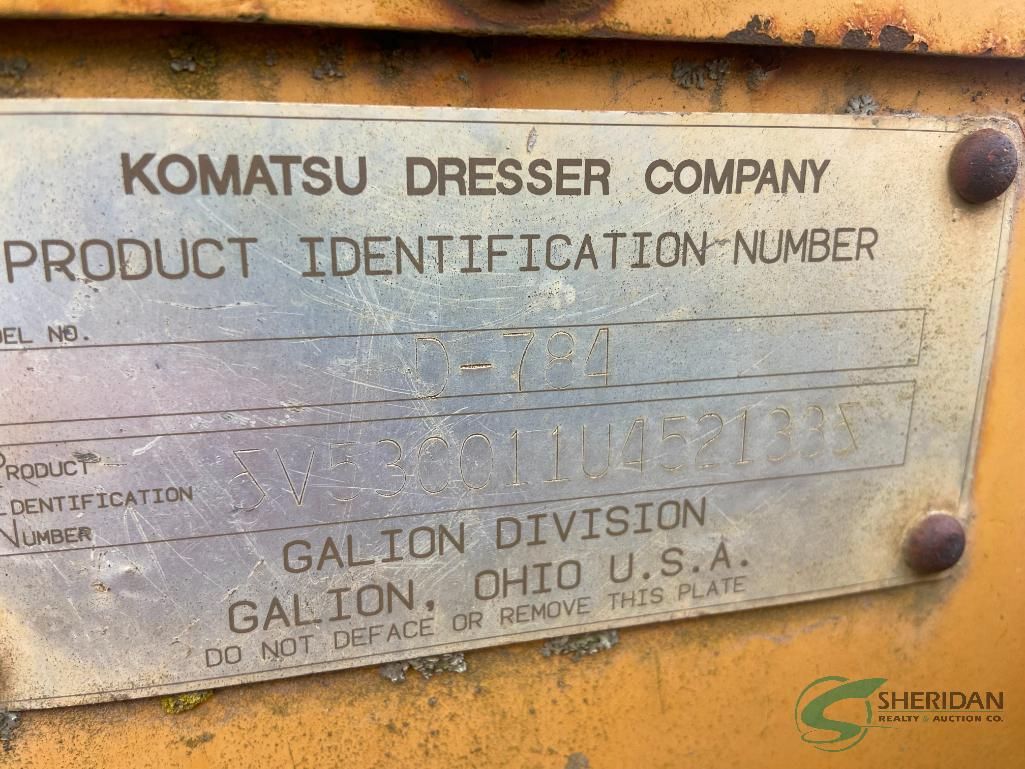 KOMATSU DRESSER COMPANY
PRODUCT IDENTIFICATION NUMBER
DEL NO.
D-784
PRODUCT
IDENTIFICATION
NUMBER
GALION DIVISION
GALION, OHIO U.S.A.
DO NOT DEFACE OR REMOVE THIS PLATE
SHERIDAN
REALTY & AUCTION CO.